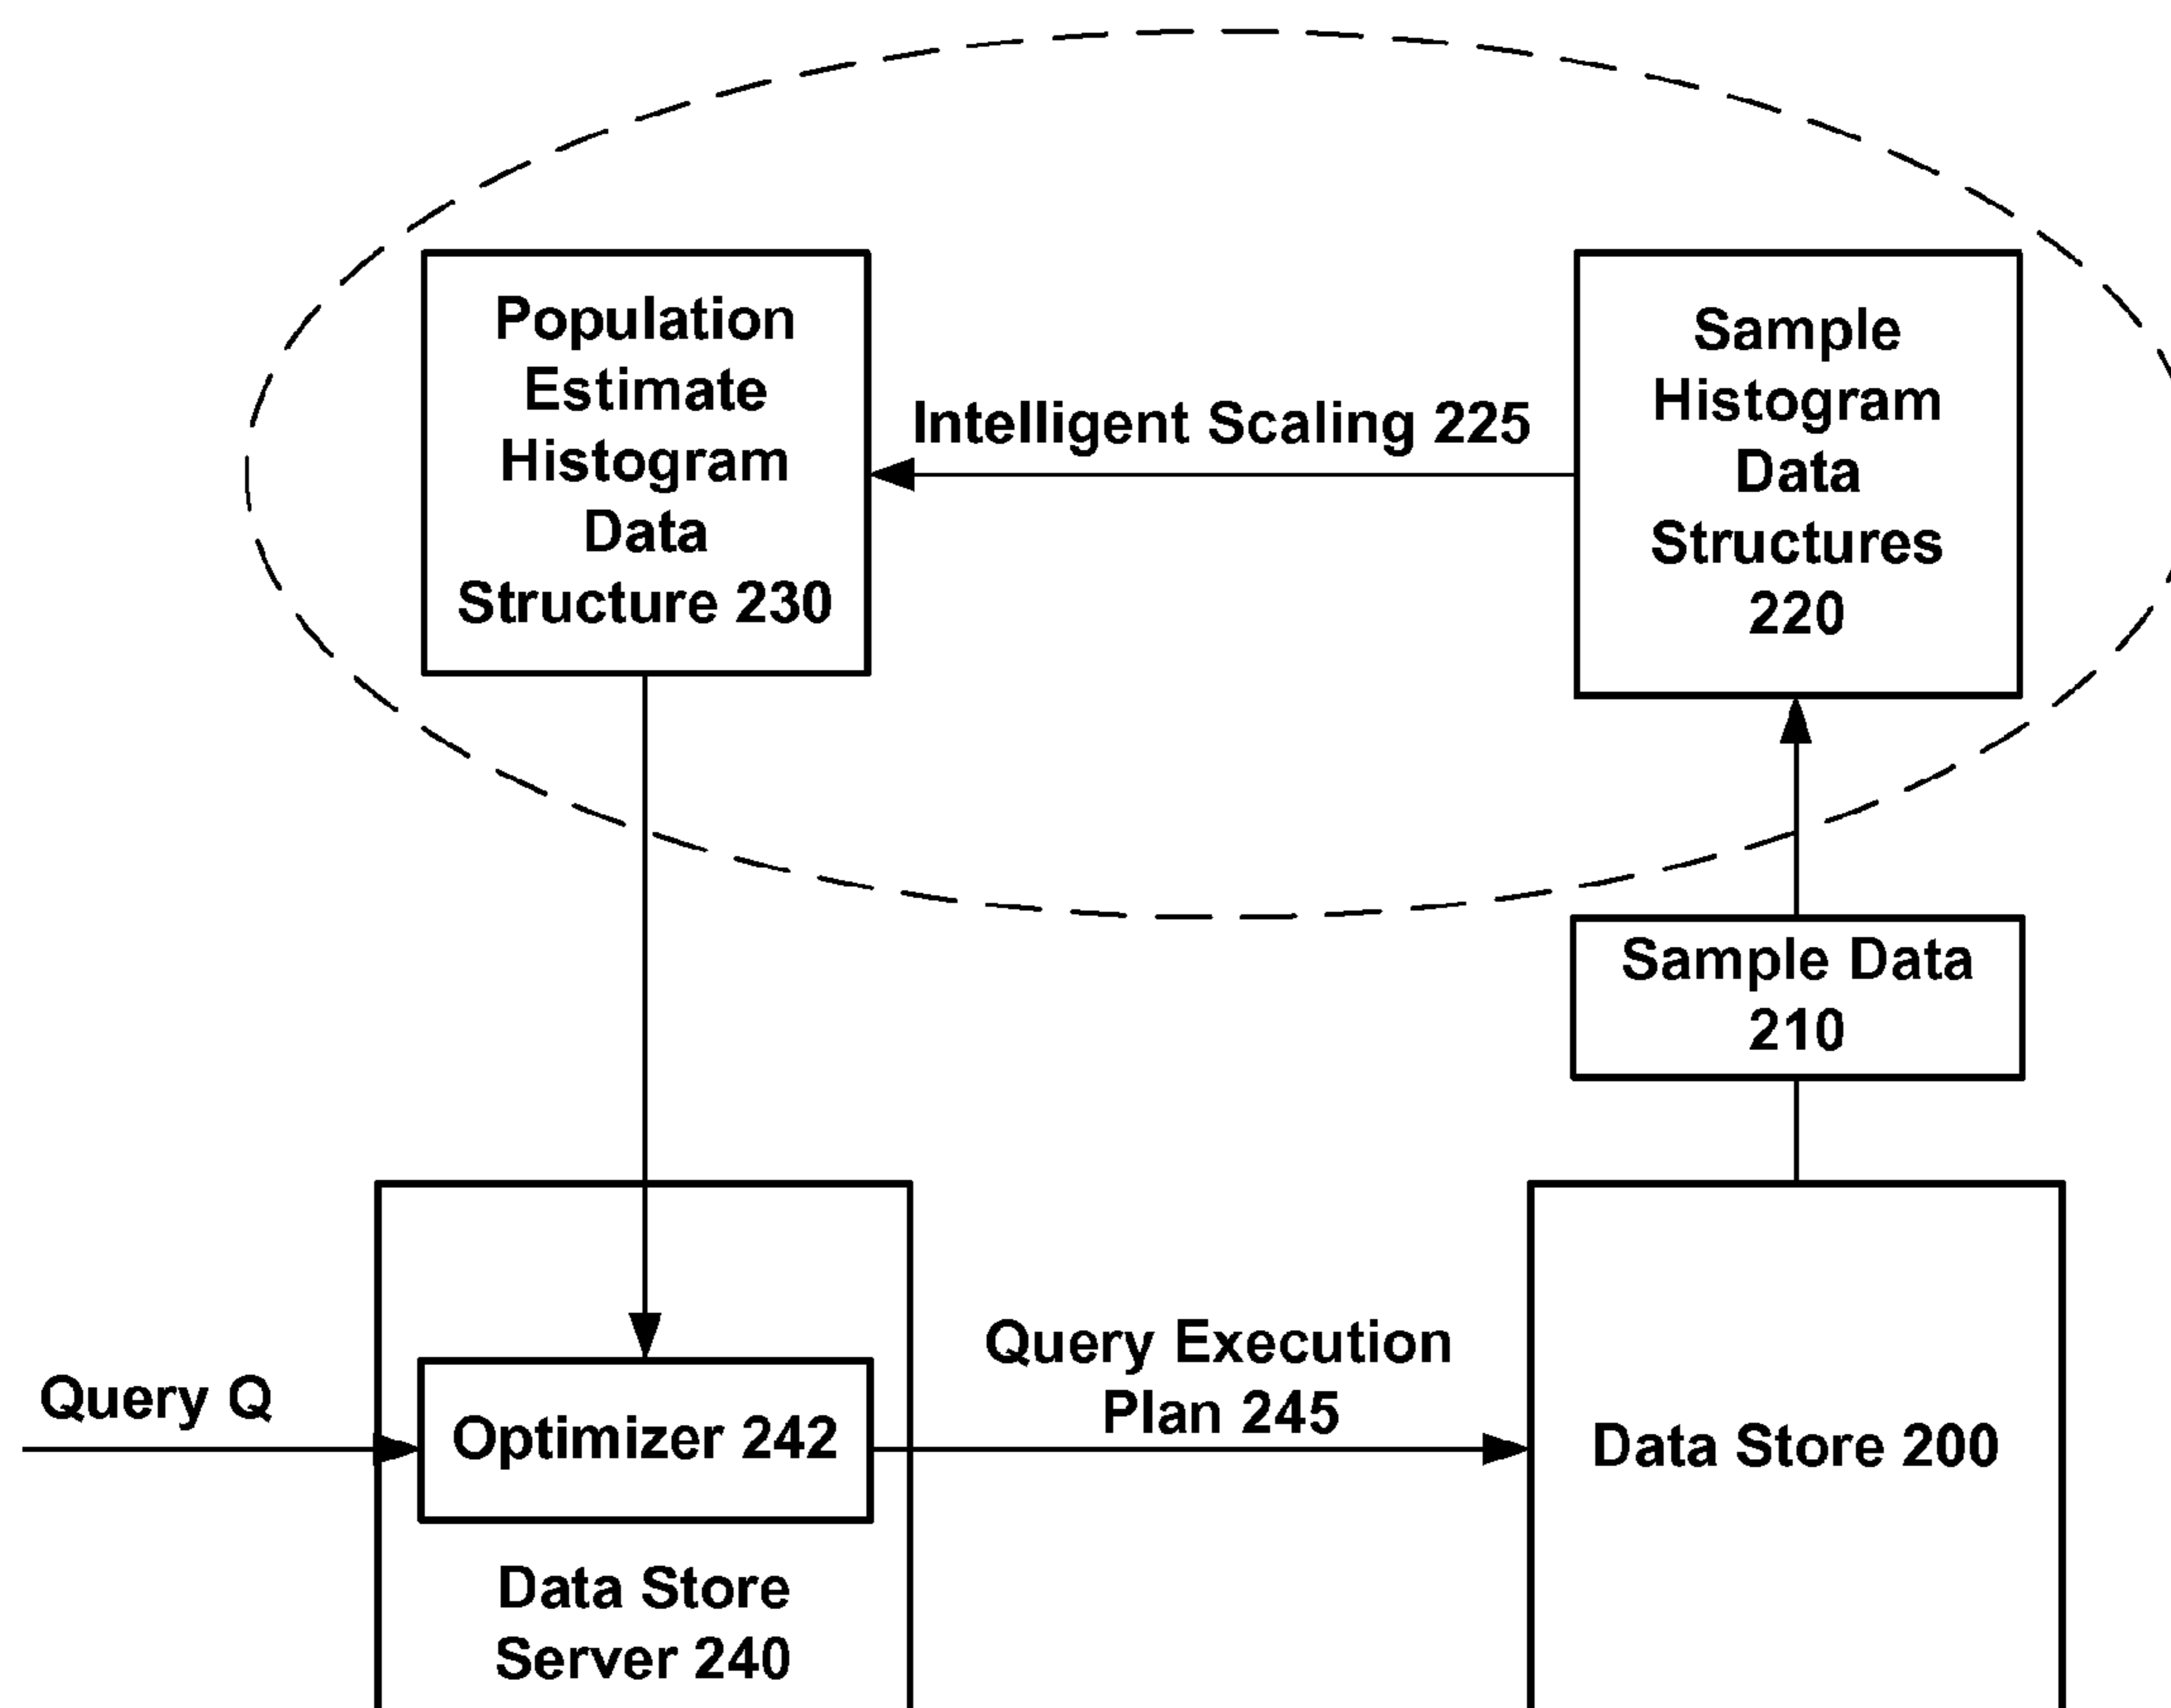 Population
Estimate
Histogram
Data
Structure 230
Intelligent Scaling 225
Sample
Histogram
Data
Structures
220
Sample Data
210
Query Q
Optimizer 242
Data Store
Server 240
Query Execution
Plan 245
Data Store 200